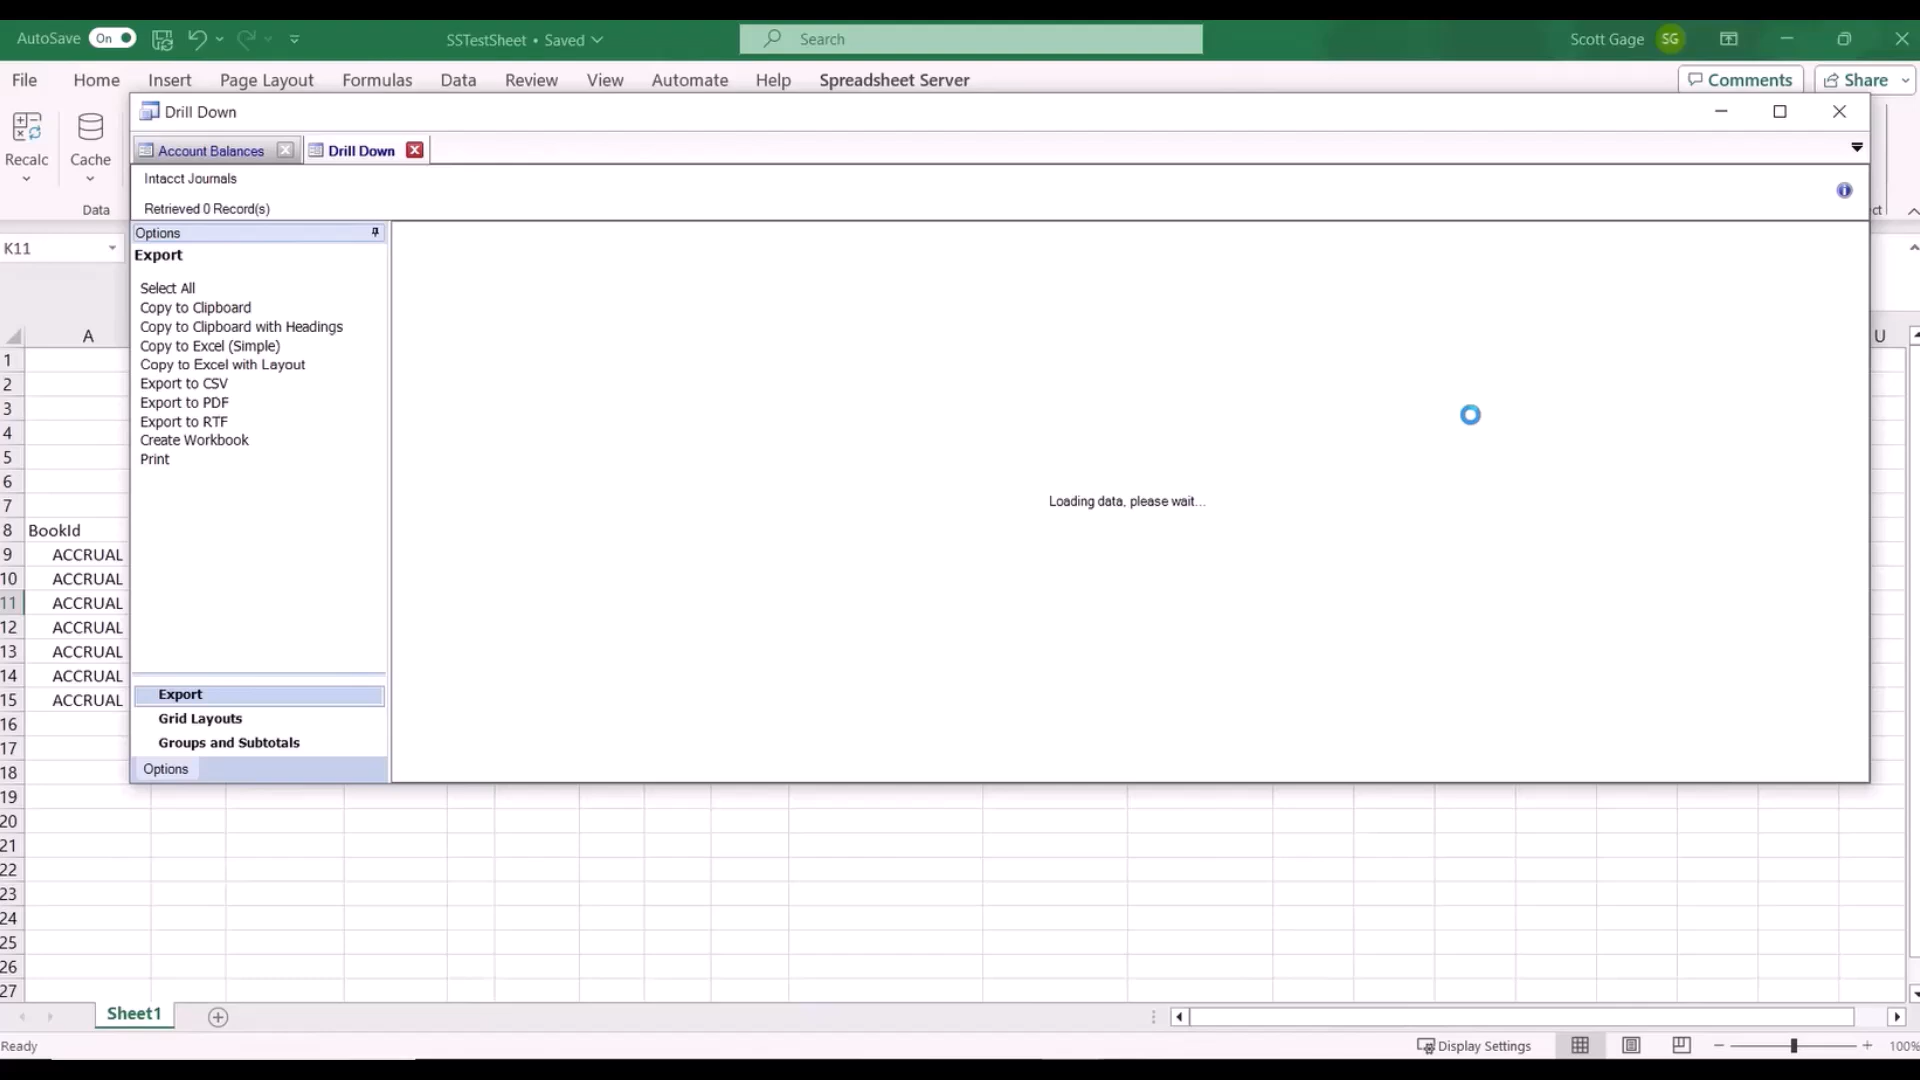 AutoSave On SSTestSheet • Saved Search Scott Gage SG
File Home Insert Page Layout Formulas Data Review View Automate Help Spreadsheet Server Comments Share
Drill Down
Recalc
Cache
Data
Account Balances Drill Down
Intacct Journals
Retrieved 0 Record(s)
ct
K11
Options
Export
Select All
Copy to Clipboard
Copy to Clipboard with Headings
Copy to Excel (Simple)
Copy to Excel with Layout
Export to CSV
Export to PDF
Export to RTF
Create Workbook
Print
Loading data, please wait...
Export
Grid Layouts
Groups and Subtotals
Options
A U
1
2
3
4
5
6
7
8 BookId
9 ACCRUAL
10 ACCRUAL
11 ACCRUAL
12 ACCRUAL
13 ACCRUAL
14 ACCRUAL
15 ACCRUAL
16
17
18
19
20
21
22
23
24
25
26
27
Sheet1
Ready Display Settings 100%